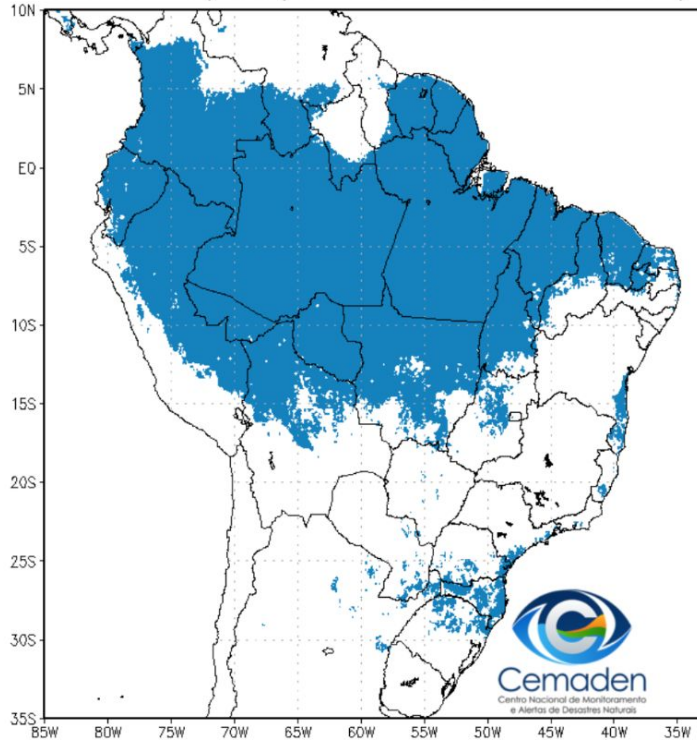 10N
5N
EQ
5S
10S
15S
20S
25S
30S
35S
85W
80W
75W
70W
65W
60W
55W
50W
45W
40W
35W
Cemaden
Centro Nacional de Monitoramento
e Alertas de Desastres Naturais